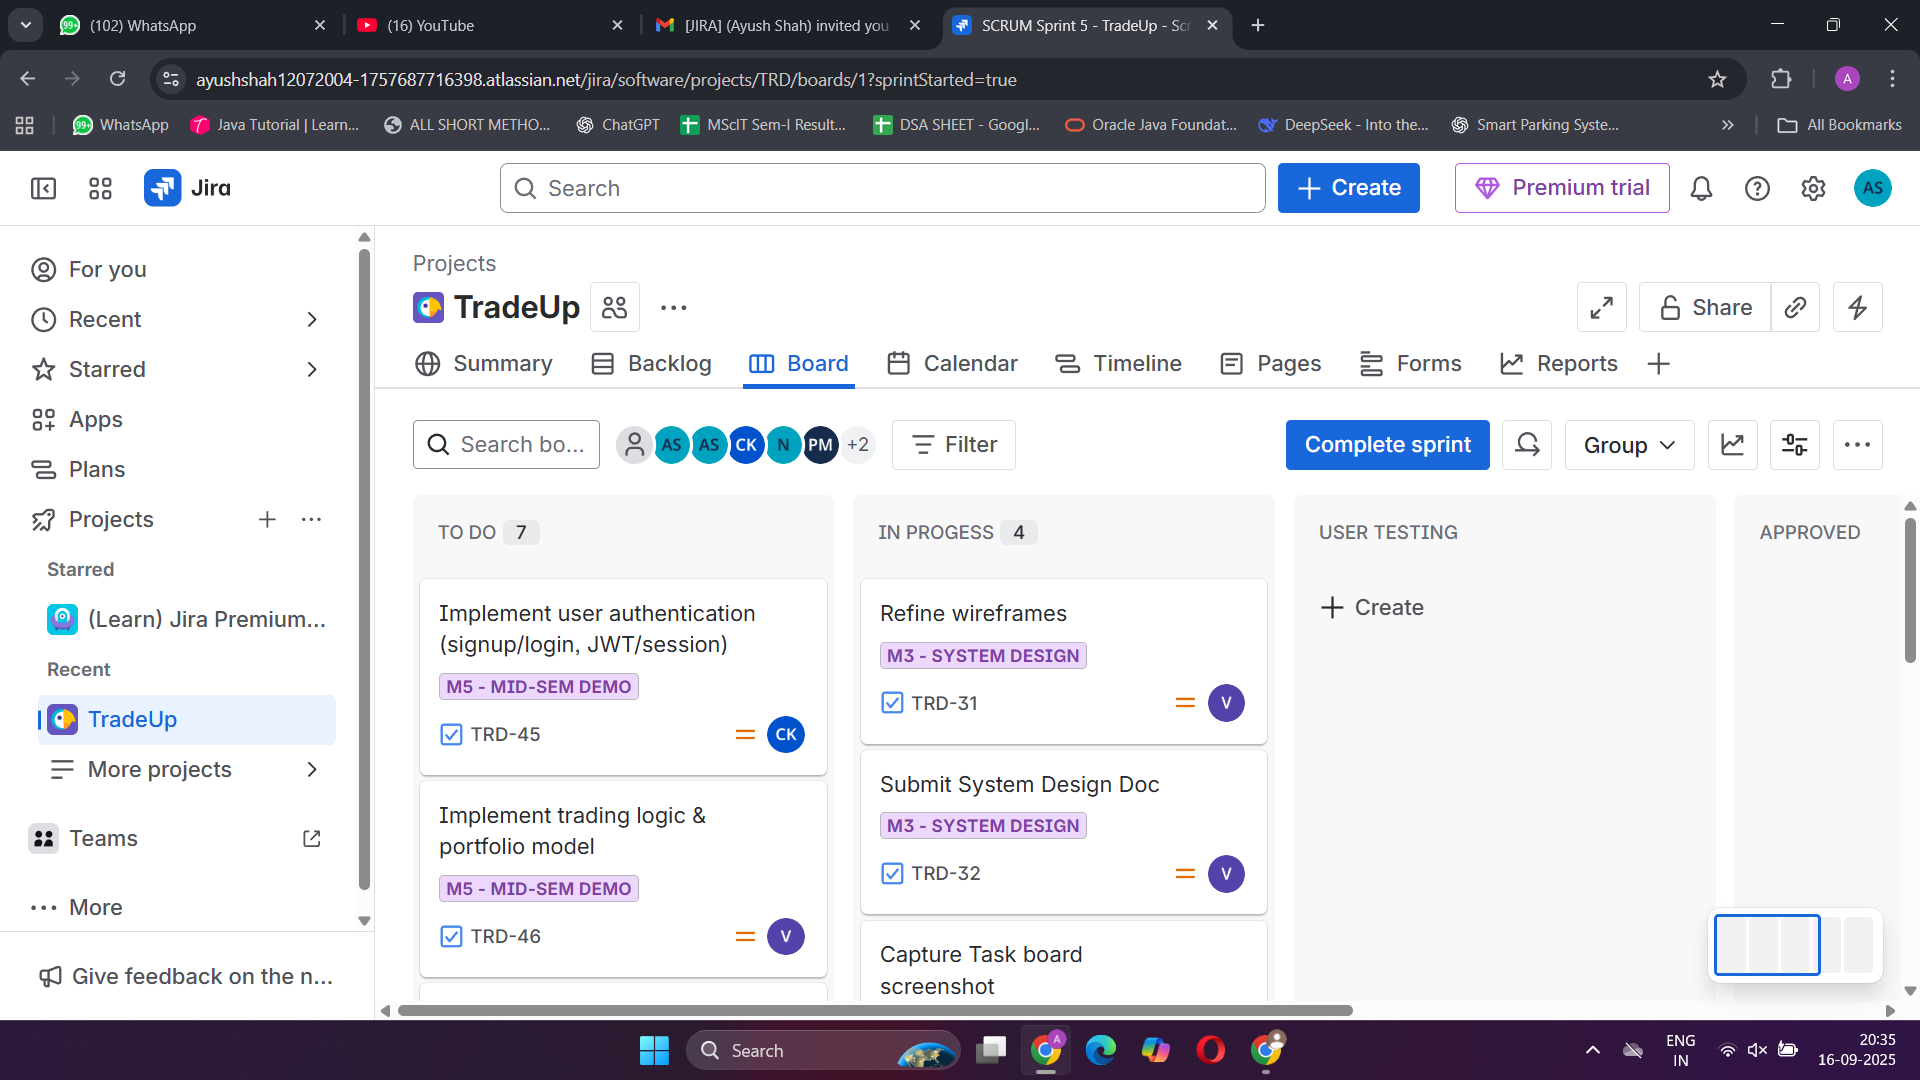 (102) WhatsApp
(16) YouTube
[JIRA] (Ayush Shah) invited you
SCRUM Sprint 5 - TradeUp - Scr
ayushshah12072004-1757687716398.atlassian.net/jira/software/projects/TRD/boards/1?sprintStarted=true
A
99+ WhatsApp
Java Tutorial | Learn...
ALL SHORT METHO...
ChatGPT
MScIT Sem-I Result...
DSA SHEET - Googl...
Oracle Java Foundat...
DeepSeek - Into the...
Smart Parking Syste...
All Bookmarks
Jira
Search
Create
Premium trial
AS
For you
Recent
Starred
Apps
Plans
Projects
Starred
(Learn) Jira Premium...
Recent
TradeUp
More projects
Teams
More
Give feedback on the n...
Projects
TradeUp
Share
Summary
Backlog
Board
Calendar
Timeline
Pages
Forms
Reports
Search bo...
AS
AS
CK
N
PM
+2
Filter
Complete sprint
Group
TO DO 7
Implement user authentication
(signup/login, JWT/session)
M5 - MID-SEM DEMO
TRD-45
CK
Implement trading logic &
portfolio model
M5 - MID-SEM DEMO
TRD-46
V
IN PROGESS 4
Refine wireframes
M3 - SYSTEM DESIGN
TRD-31
V
Submit System Design Doc
M3 - SYSTEM DESIGN
TRD-32
V
Capture Task board
screenshot
USER TESTING
Create
APPROVED
Search
A
ENG
IN
20:35
16-09-2025